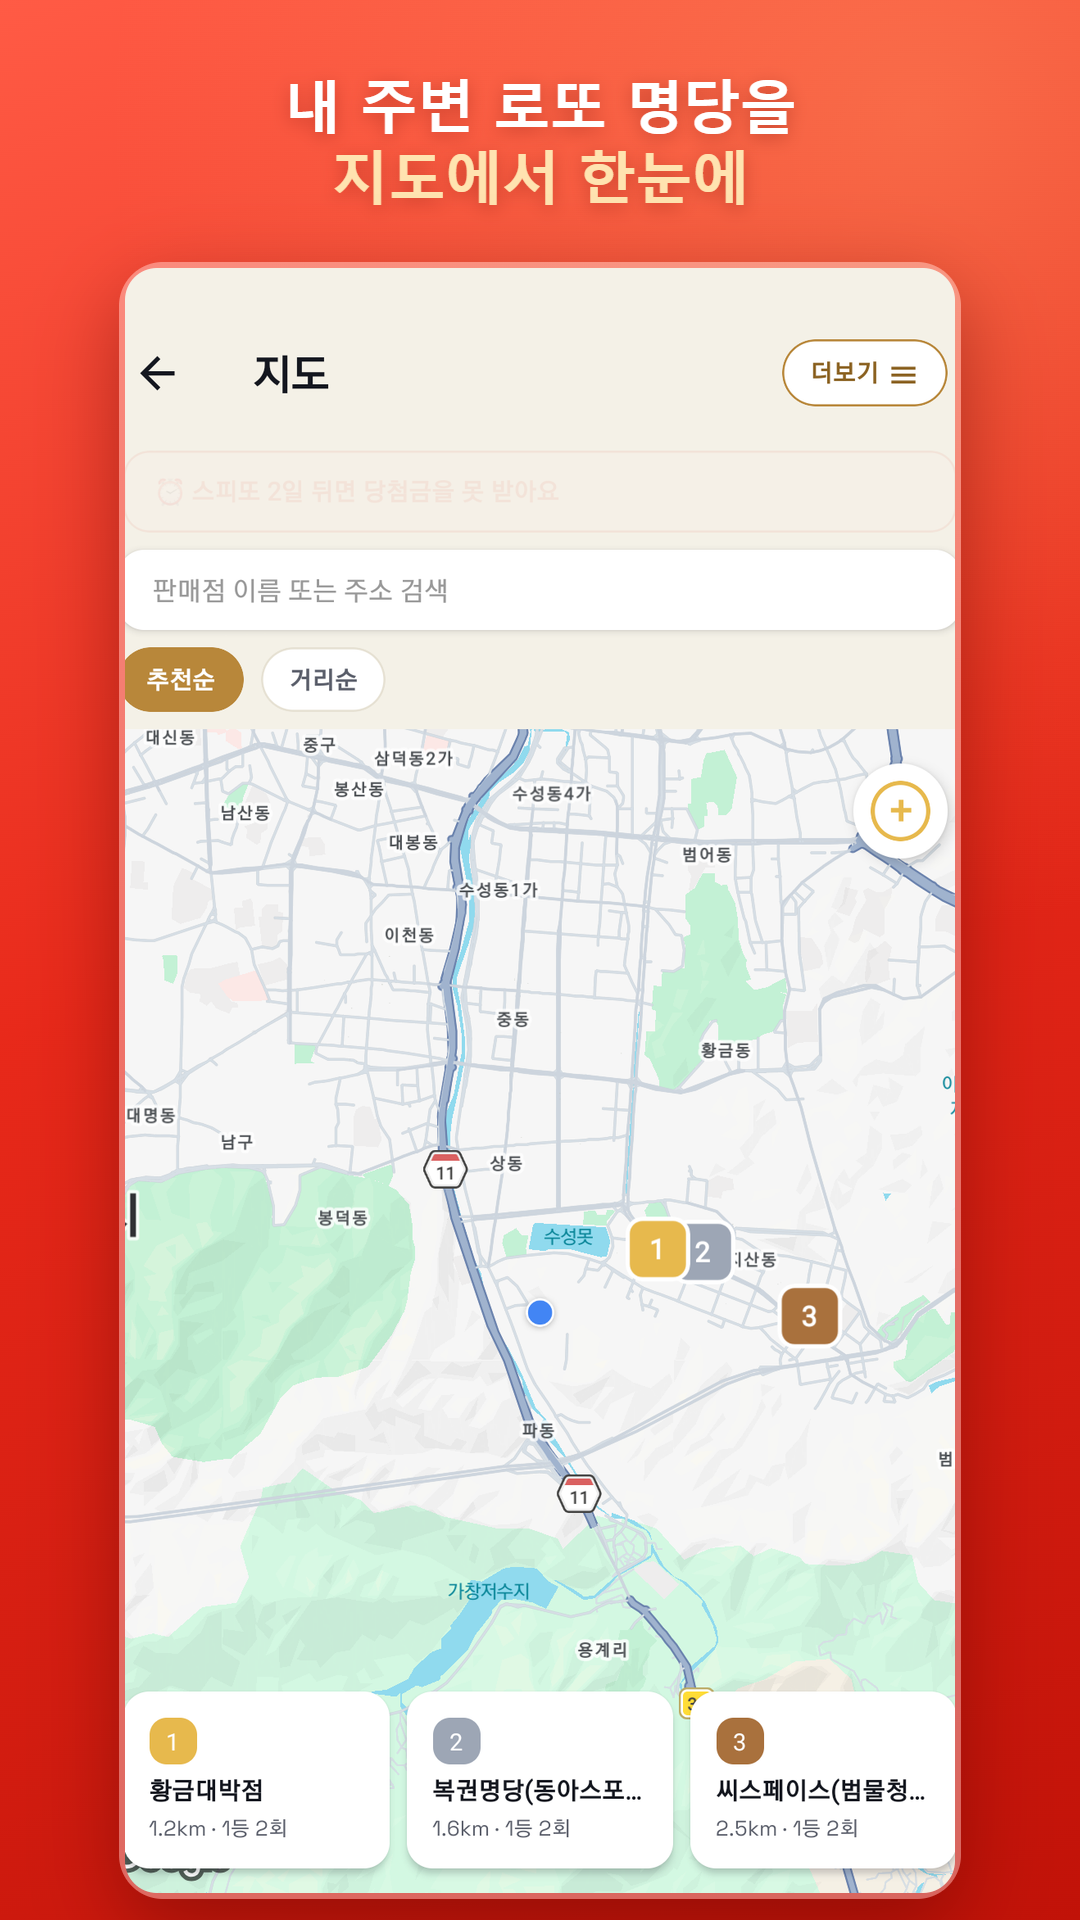 내 주변 로또 명당을
지도에서 한눈에
지도
더보기
⏰ 스피또 2일 뒤면 당첨금을 못 받아요
판매점 이름 또는 주소 검색
추천순
거리순
대신동
중구
삼덕동2가
봉산동
수성동4가
남산동
대봉동
범어동
수성동1가
이천동
중동
황금동
대명동
남구
11
상동
봉덕동
수성못
1
2
지산동
3
파동
범
11
가창저수지
용계리
1
황금대박점
1.2km · 1등 2회
2
복권명당(동아스포...
1.6km · 1등 2회
3
씨스페이스(범물청...
2.5km · 1등 2회